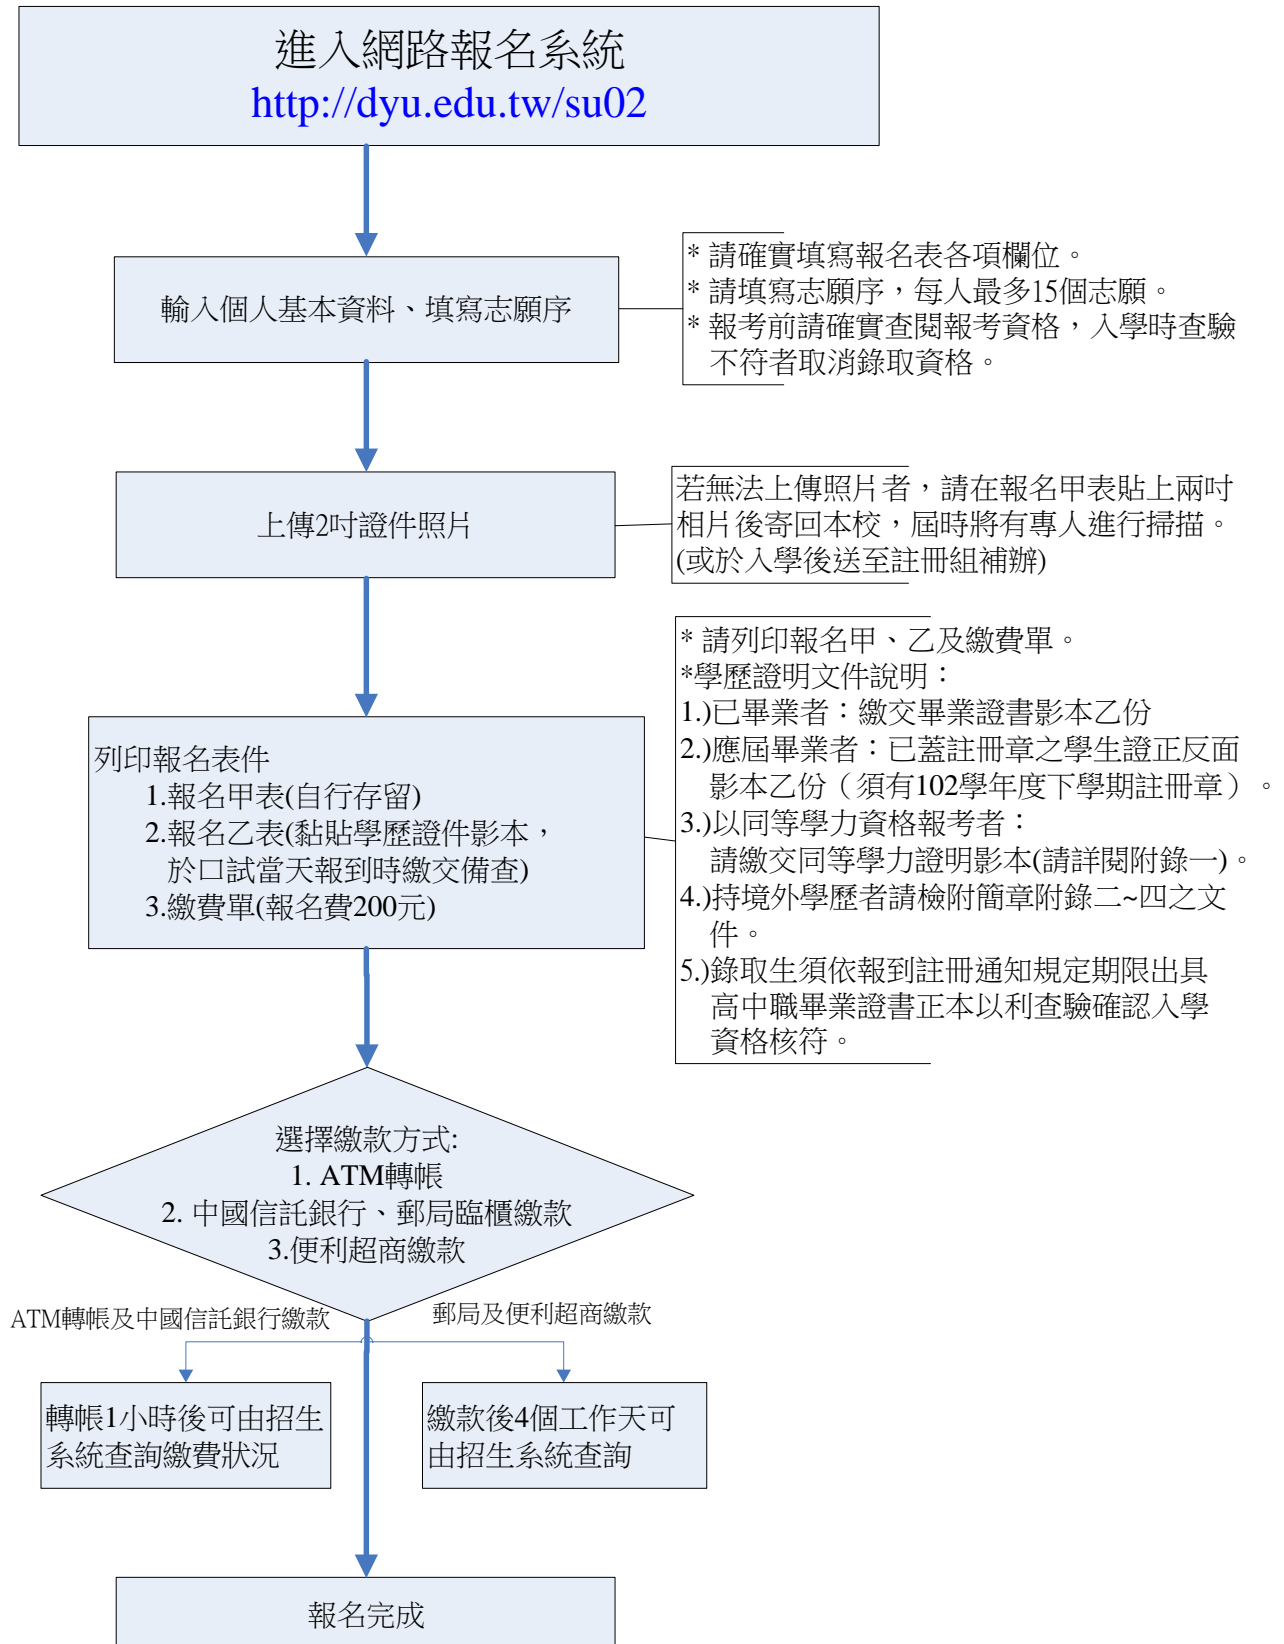 進入網路報名系統
http://dyu.edu.tw/su02
輸入個人基本資料、填寫志願序
* 請確實填寫報名表各項欄位。
* 請填寫志願序，每人最多15個志願。
* 報考前請確實查閱報考資格，入學時查驗
不符者取消錄取資格。
上傳2吋證件照片
若無法上傳照片者，請在報名甲表貼上兩吋
相片後寄回本校，屆時將有專人進行掃描。
(或於入學後送至註冊組補辦)
列印報名表件
1.報名甲表(自行存留)
2.報名乙表(黏貼學歷證件影本，
於口試當天報到時繳交備查)
3.繳費單(報名費200元)
* 請列印報名甲、乙及繳費單。
*學歷證明文件說明：
1.)已畢業者：繳交畢業證書影本乙份
2.)應屆畢業者：已蓋註冊章之學生證正反面
影本乙份（須有102學年度下學期註冊章）。
3.)以同等學力資格報考者：
請繳交同等學力證明影本(請詳閱附錄一)。
4.)持境外學歷者請檢附簡章附錄二~四之文
件。
5.)錄取生須依報到註冊通知規定期限出具
高中職畢業證書正本以利查驗確認入學
資格核符。
選擇繳款方式:
1. ATM轉帳
2. 中國信託銀行、郵局臨櫃繳款
3.便利超商繳款
ATM轉帳及中國信託銀行繳款
郵局及便利超商繳款
轉帳1小時後可由招生
系統查詢繳費狀況
繳款後4個工作天可
由招生系統查詢
報名完成